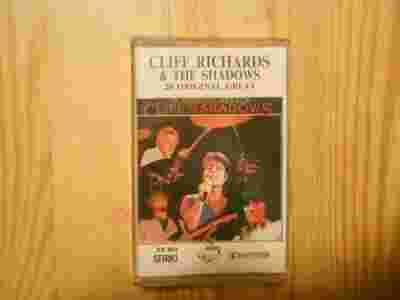 CLIFF RICHARDS
& THE SHADOWS
20 ORIGINAL GREAT
CLIFF SHADOWS
STEREO